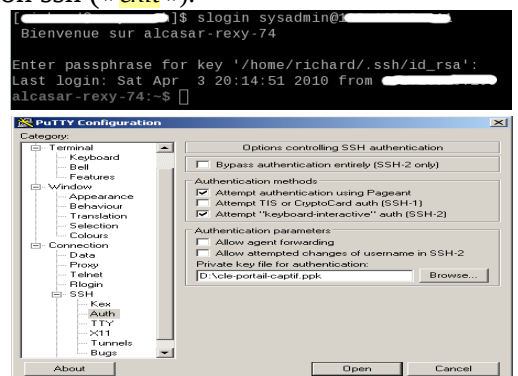 on ssh (« exit »).
]$ slogin sysadmin@1
Bienvenue sur alcasar-rexy-74
Enter passphrase for key '/home/richard/.ssh/id_rsa':
Last login: Sat Apr  3 20:14:51 2010 from
alcasar-rexy-74:~$
PuTTY Configuration
Category:
Terminal
Keyboard
Bell
Features
Window
Appearance
Behaviour
Translation
Selection
Colours
Connection
Data
Proxy
Telnet
Rlogin
SSH
Kex
Auth
TTY
X11
Tunnels
Bugs
Options controlling SSH authentication
Bypass authentication entirely (SSH-2 only)
Authentication methods
Attempt authentication using Pageant
Attempt TIS or CryptoCard auth (SSH-1)
Attempt "keyboard-interactive" auth (SSH-2)
Authentication parameters
Allow agent forwarding
Allow attempted changes of username in SSH-2
Private key file for authentication:
D:\cle-portail-captif.ppk
Browse...
About
Open
Cancel